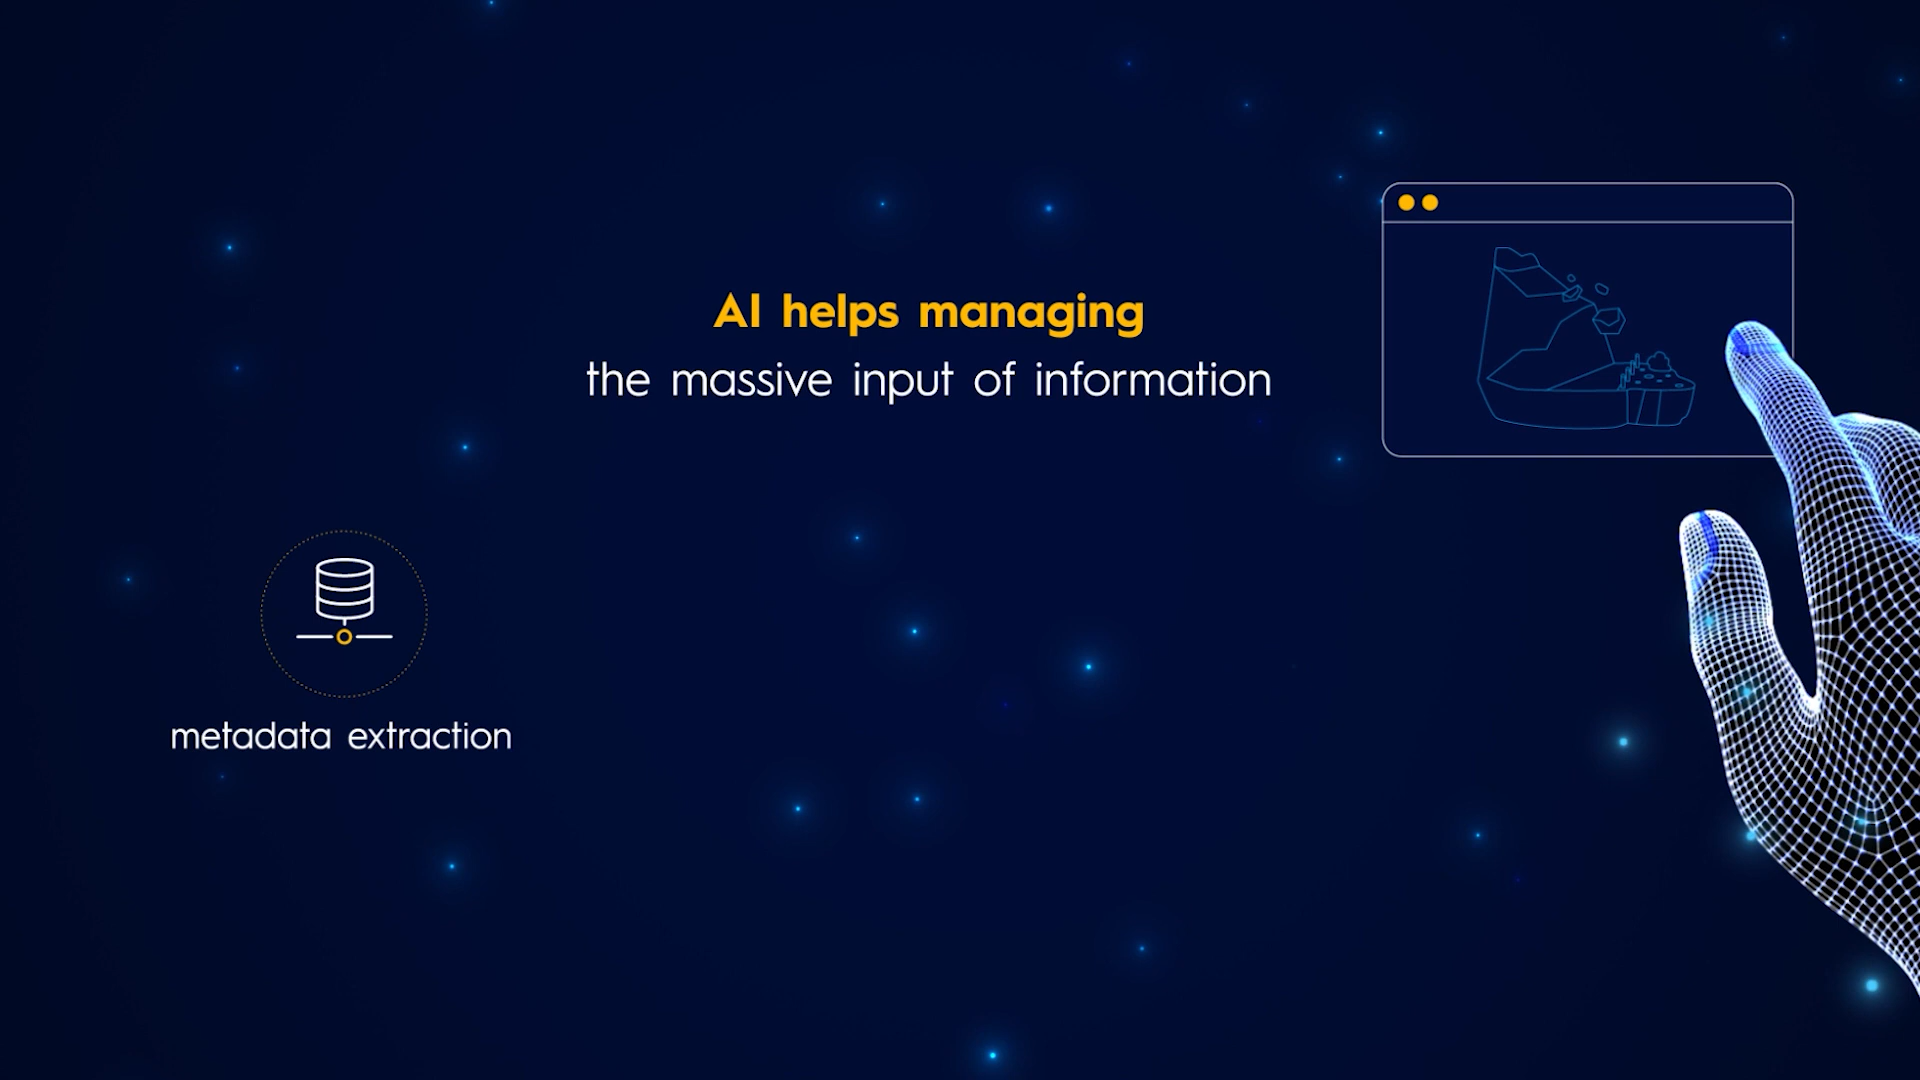 AI helps managing
the massive input of information
metadata extraction